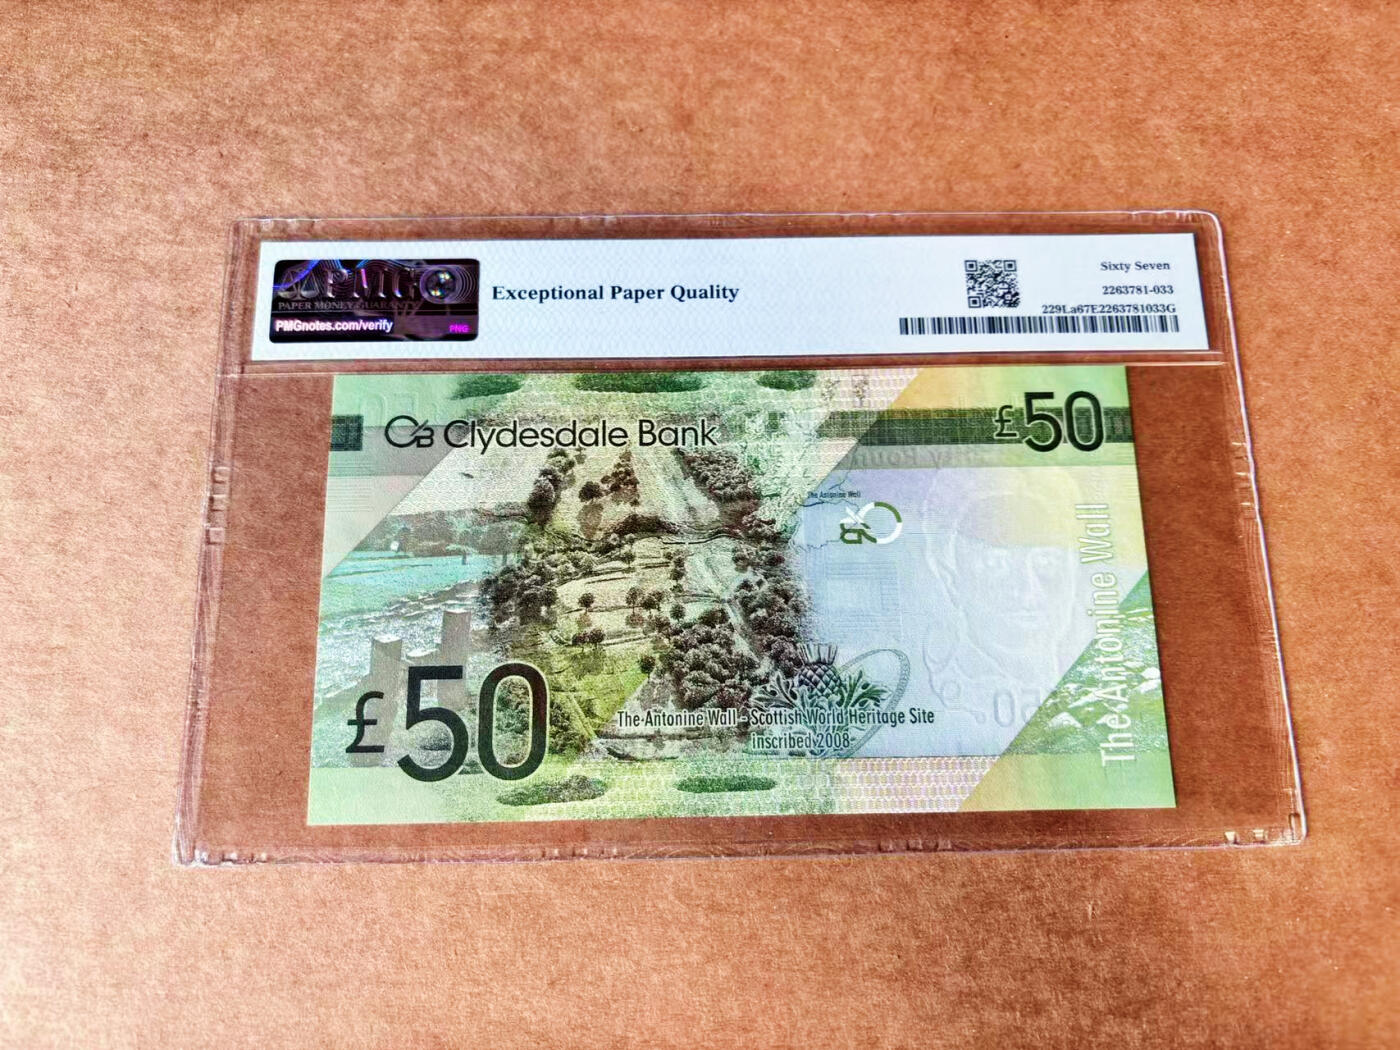 PMG
PAPER MONEY GUARANTY
PMGnotes.com/verify
PNG
Exceptional Paper Quality
Sixty Seven
2263781-033
229La67E2263781033G
CB Clydesdale Bank
£50
The Antonine Wall
The Antonine Wall
£50
The Antonine Wall - Scottish World Heritage Site
inscribed 2008